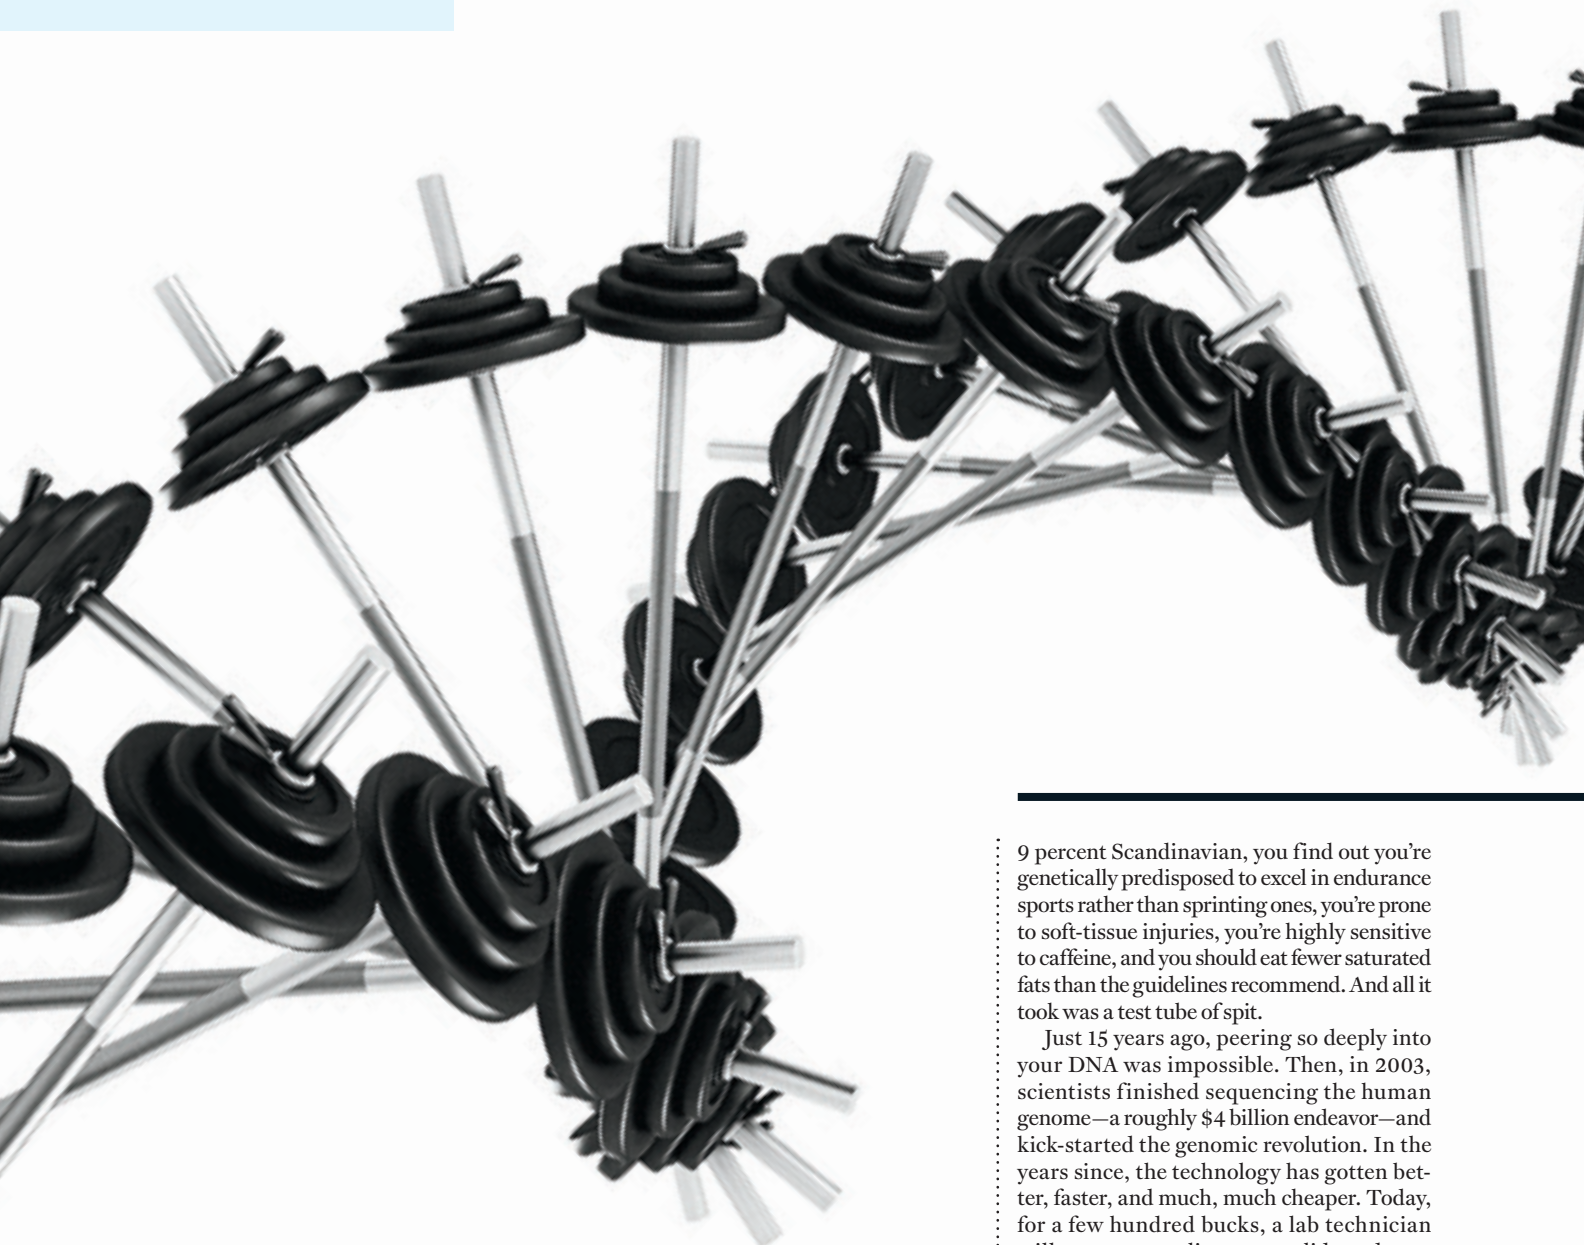 9 percent Scandinavian, you find out you’re
genetically predisposed to excel in endurance
sports rather than sprinting ones, you’re prone
to soft-tissue injuries, you’re highly sensitive
to caffeine, and you should eat fewer saturated
fats than the guidelines recommend. And all it
took was a test tube of spit.
Just 15 years ago, peering so deeply into
your DNA was impossible. Then, in 2003,
scientists finished sequencing the human
genome—a roughly $4 billion endeavor—and
kick-started the genomic revolution. In the
years since, the technology has gotten bet-
ter, faster, and much, much cheaper. Today,
for a few hundred bucks, a lab technician